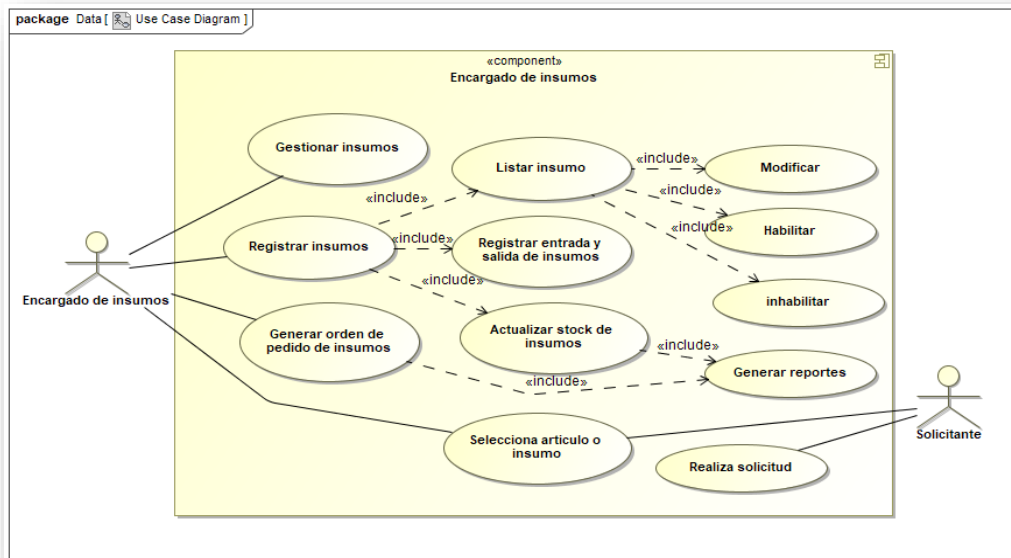 package Data [ Use Case Diagram ]
«component»
Encargado de insumos
Gestionar insumos
Listar insumo
«include»
Modificar
«include»
«include»
Habilitar
«include»
Registrar insumos
«include»
Registrar entrada y
salida de insumos
Encargado de insumos
«include»
inhabilitar
Generar orden de
pedido de insumos
Actualizar stock de
insumos
«include»
Generar reportes
«include»
Selecciona articulo o
insumo
Solicitante
Realiza solicitud